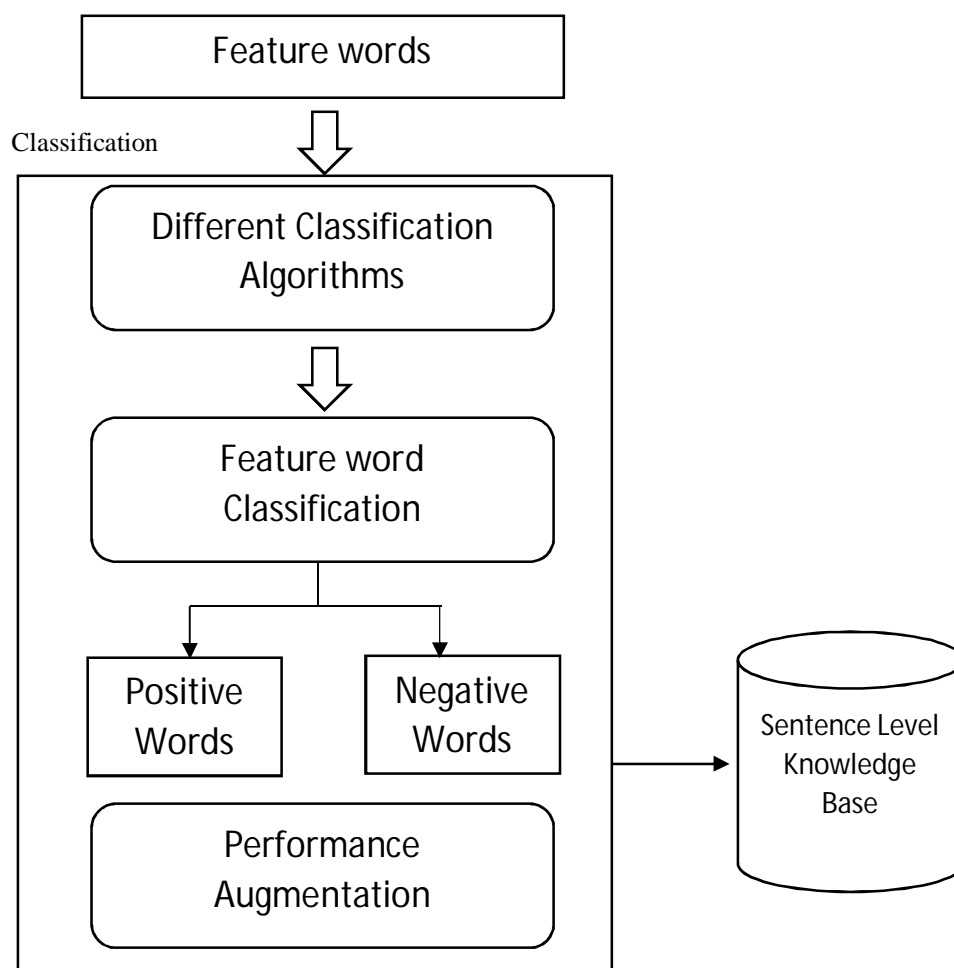 Feature words
Classification
Different Classification
Algorithms
Feature word
Classification
Positive
Words
Negative
Words
Sentence Level
Knowledge
Base
Performance
Augmentation